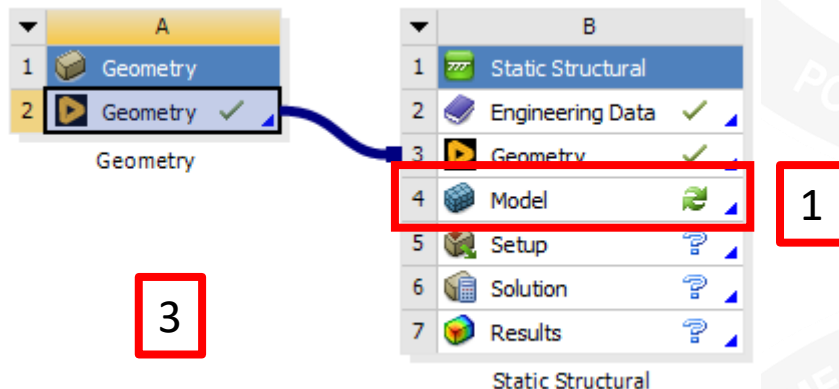 A
1 Geometry
2 Geometry
Geometry
3
B
1 Static Structural
2 Engineering Data
3 Geometry
4 Model
5 Setup ?
6 Solution ?
7 Results ?
Static Structural
1